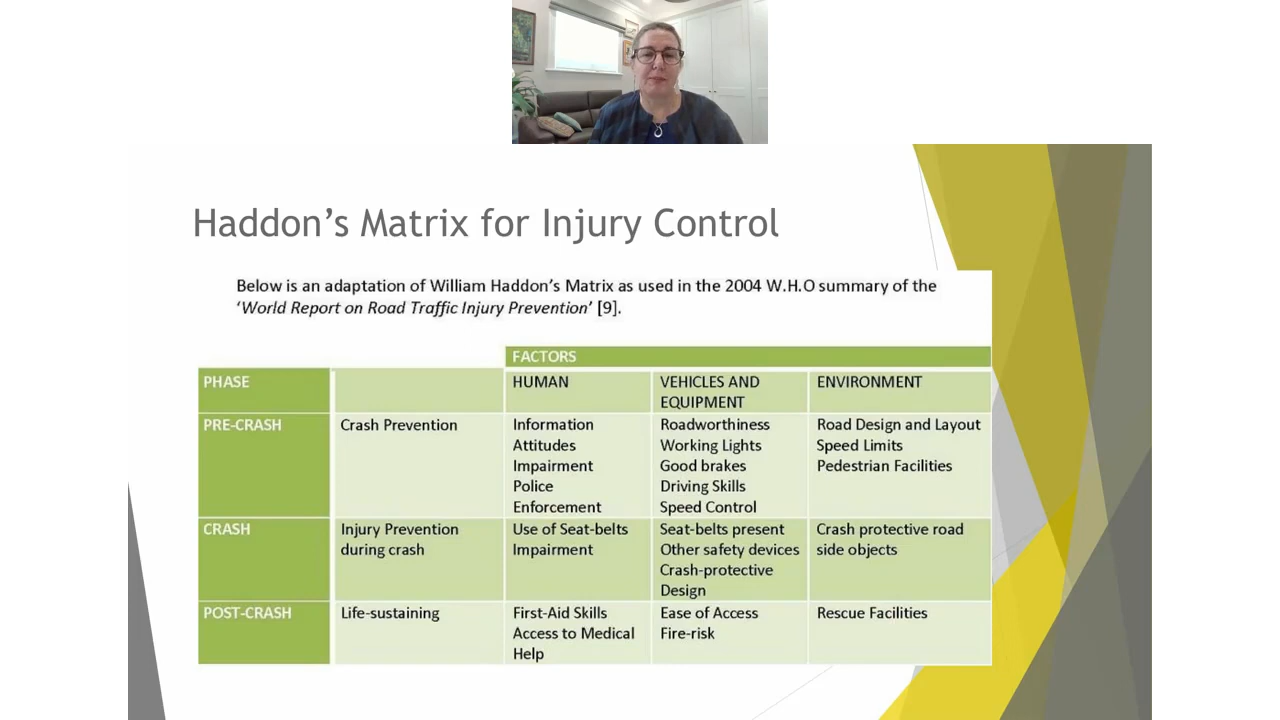 Haddon's Matrix for Injury Control
Below is an adaptation of William Haddon's Matrix as used in the 2004 W.H.O summary of the
'World Report on Road Traffic Injury Prevention' [9].
FACTORS
PHASE
HUMAN
VEHICLES AND
EQUIPMENT
ENVIRONMENT
PRE-CRASH
Crash Prevention
Information
Attitudes
Impairment
Police
Enforcement
Roadworthiness
Working Lights
Good brakes
Driving Skills
Speed Control
Road Design and Layout
Speed Limits
Pedestrian Facilities
CRASH
Injury Prevention
during crash
Use of Seat-belts
Impairment
Seat-belts present
Other safety devices
Crash-protective
Design
Crash protective road
side objects
POST-CRASH
Life-sustaining
First-Aid Skills
Access to Medical
Help
Ease of Access
Fire-risk
Rescue Facilities